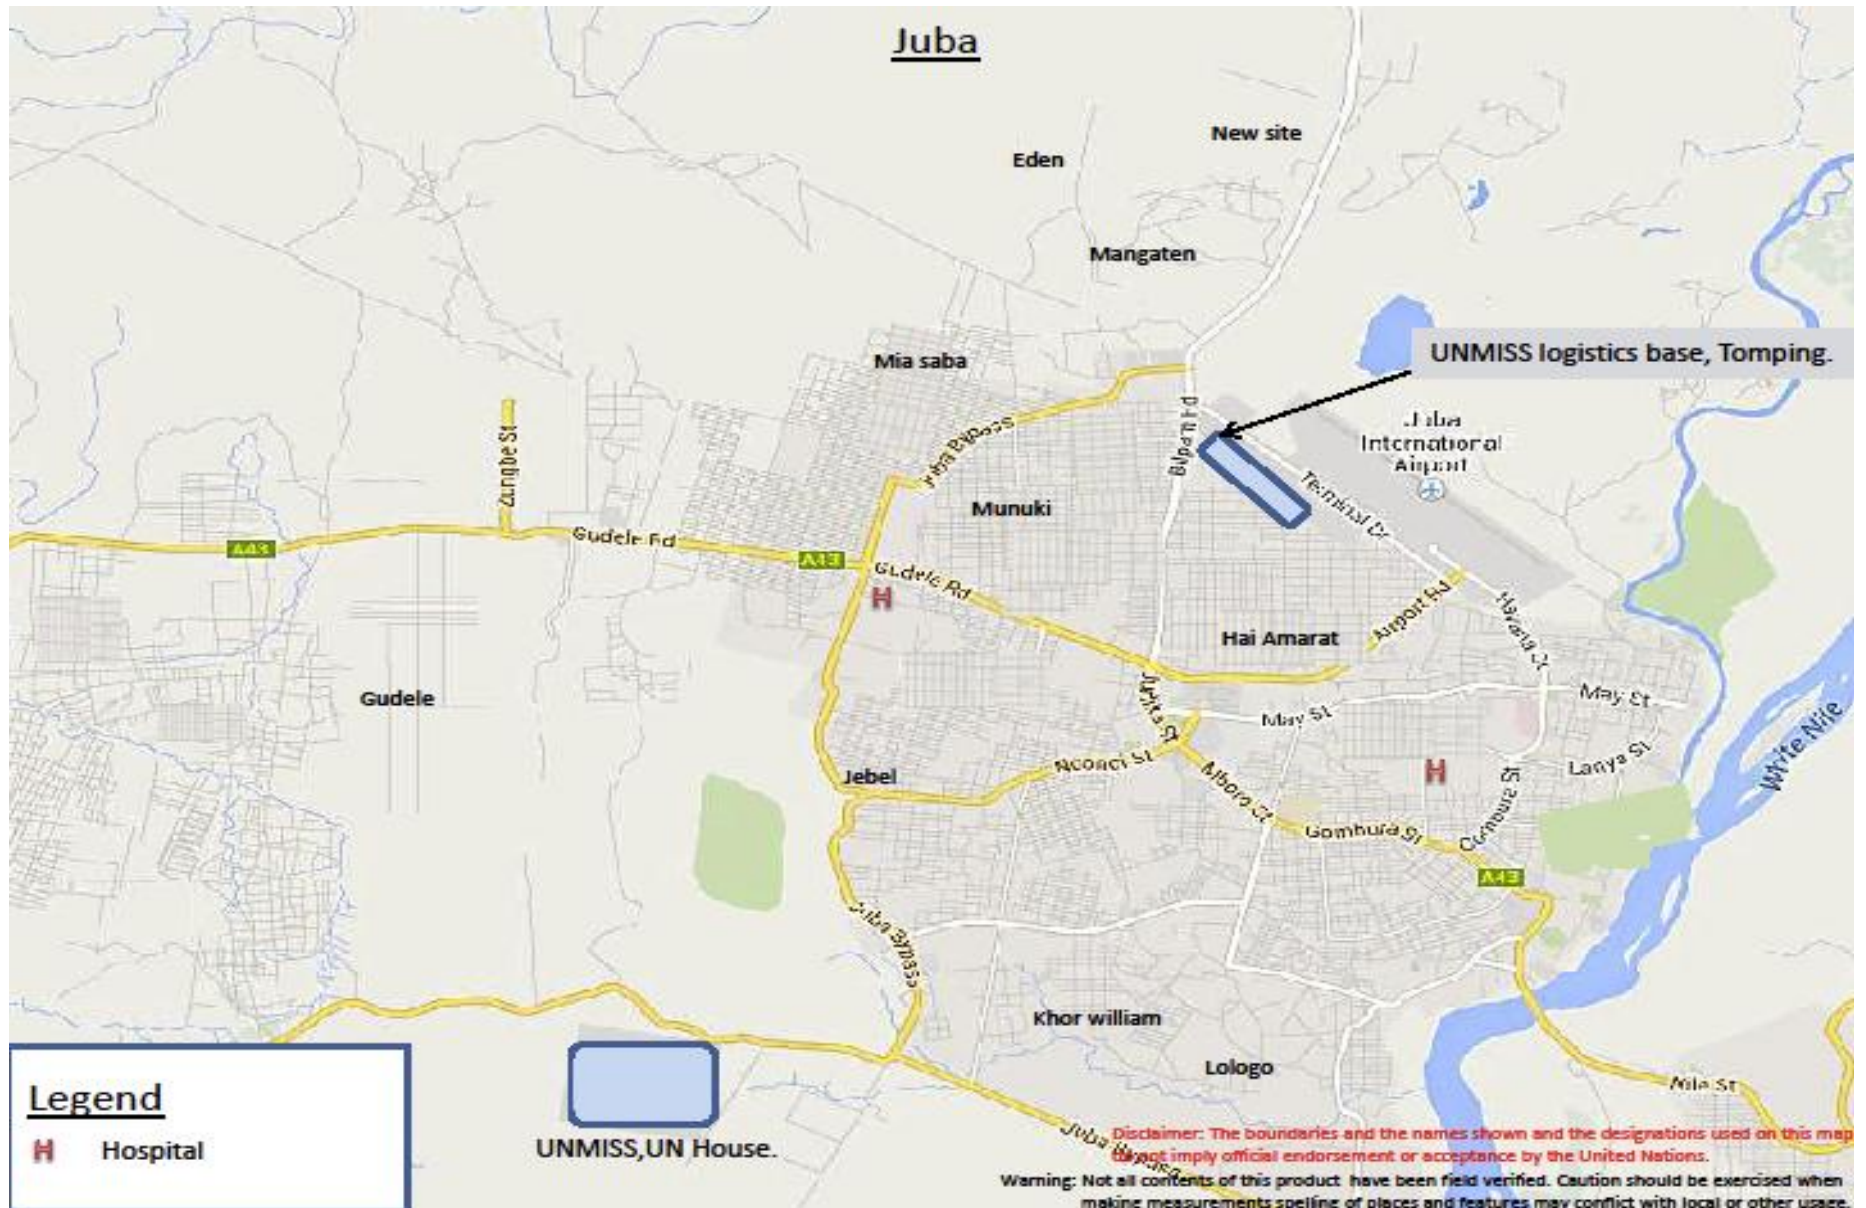 Juba
New site
Eden
Mangaten
UNMISS logistics base, Tomping.
Mia saba
Juba
International
Airport
Bilpam Rd
Juba Bypass
Zungbe St
Munuki
Terminal Dr
Gudele Rd
A43
A43
Gudele Rd
H
Airport Rd
Hai Amarat
Gudele
May St
May St
White Nile
Jebel
H
Lanya St
Mboro St
Gomhura St
A43
Juba Bypass
Khor william
Lologo
Nile St
Legend
H Hospital
UNMISS,UN House.
Juba Bypass
Disclaimer: The boundaries and the names shown and the designations used on this map
do not imply official endorsement or acceptance by the United Nations.
Warning: Not all contents of this product have been field verified. Caution should be exercised when
making measurements spelling of places and features may conflict with local or other usage.